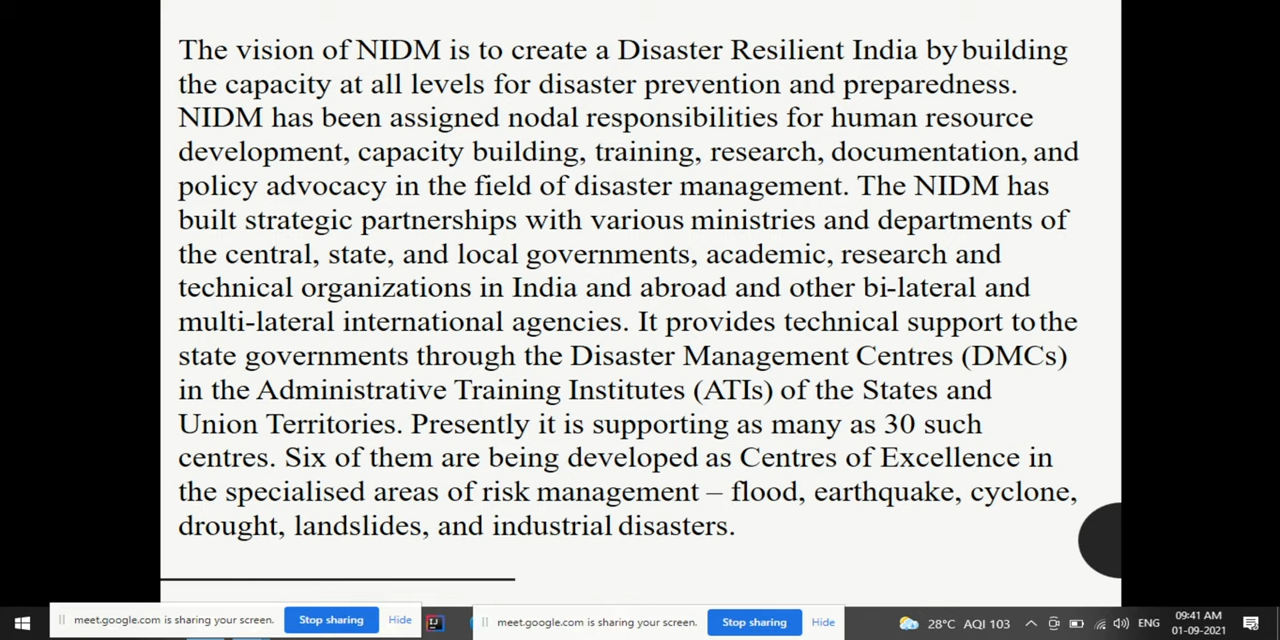 The vision of NIDM is to create a Disaster Resilient India by building
the capacity at all levels for disaster prevention and preparedness.
NIDM has been assigned nodal responsibilities for human resource
development, capacity building, training, research, documentation, and
policy advocacy in the field of disaster management. The NIDM has
built strategic partnerships with various ministries and departments of
the central, state, and local governments, academic, research and
technical organizations in India and abroad and other bi-lateral and
multi-lateral international agencies. It provides technical support to the
state governments through the Disaster Management Centres (DMCs)
in the Administrative Training Institutes (ATIs) of the States and
Union Territories. Presently it is supporting as many as 30 such
centres. Six of them are being developed as Centres of Excellence in
the specialised areas of risk management – flood, earthquake, cyclone,
drought, landslides, and industrial disasters.
meet.google.com is sharing your screen. Stop sharing Hide
meet.google.com is sharing your screen. Stop sharing Hide
28°C AQI 103 ENG
09:41 AM
01-09-2021